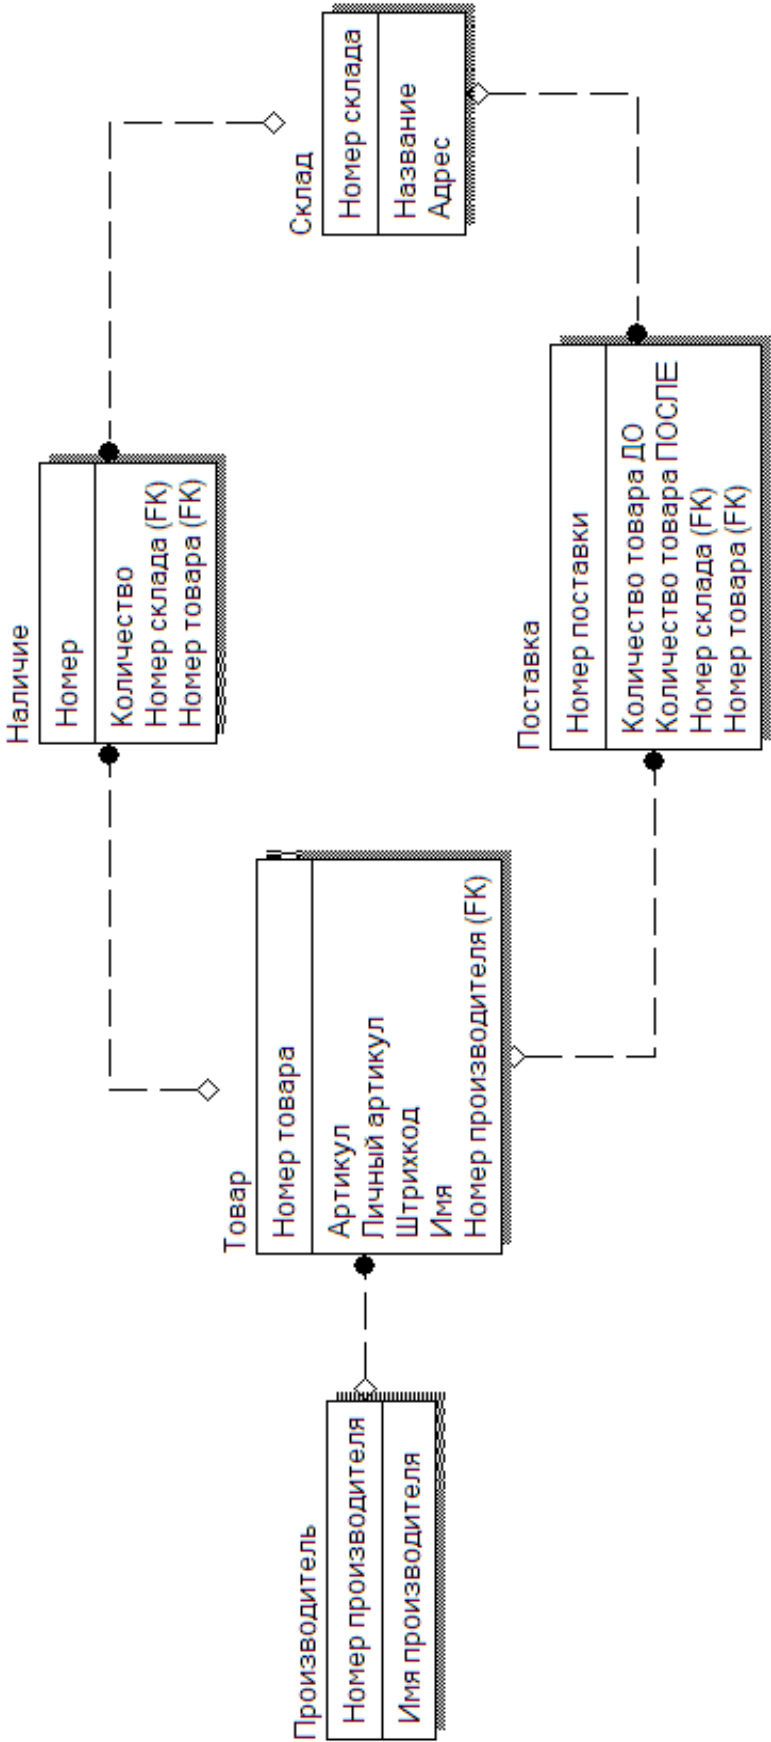 Наличие
Номер
Количество
Номер склада (FK)
Номер товара (FK)
Производитель
Номер производителя
Имя производителя
Товар
Номер товара
Артикул
Личный артикул
Штрихкод
Имя
Номер производителя (FK)
Склад
Номер склада
Название
Адрес
Поставка
Номер поставки
Количество товара ДО
Количество товара ПОСЛЕ
Номер склада (FK)
Номер товара (FK)